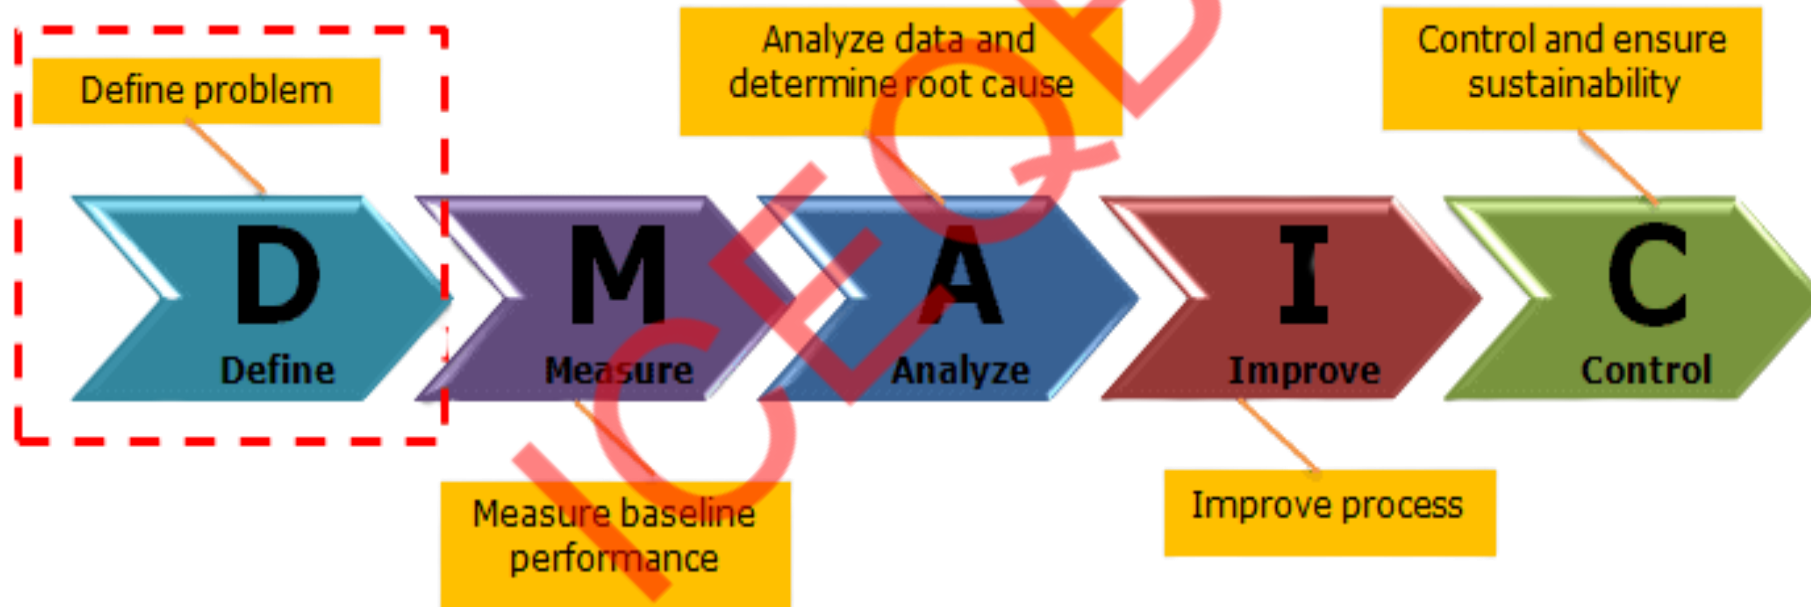 Define problem
Analyze data and
determine root cause
Control and ensure
sustainability
D
Define
M
Measure
A
Analyze
I
Improve
C
Control
Measure baseline
performance
Improve process
ICEQB